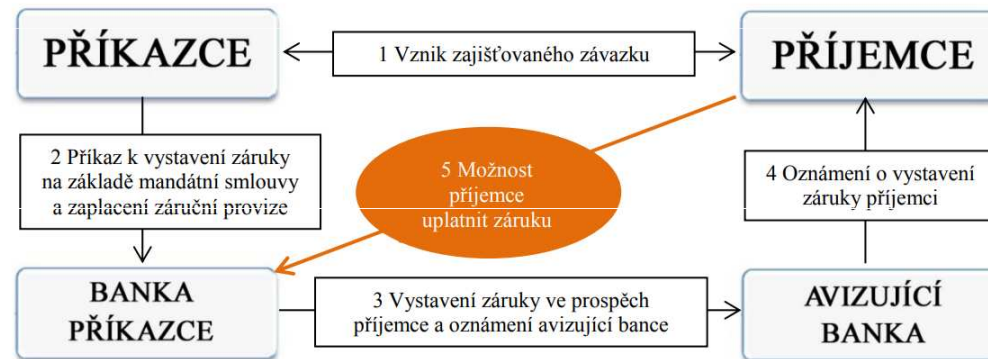 PŘÍKAZCE
1 Vznik zajišťovaného závazku
PŘÍJEMCE
2 Příkaz k vystavení záruky
na základě mandátní smlouvy
a zaplacení záruční provize
5 Možnost
příjemce
uplatnit záruku
4 Oznámení o vystavení
záruky příjemci
BANKA
PŘÍKAZCE
3 Vystavení záruky ve prospěch
příjemce a oznámení avizující bance
AVIZUJÍCÍ
BANKA